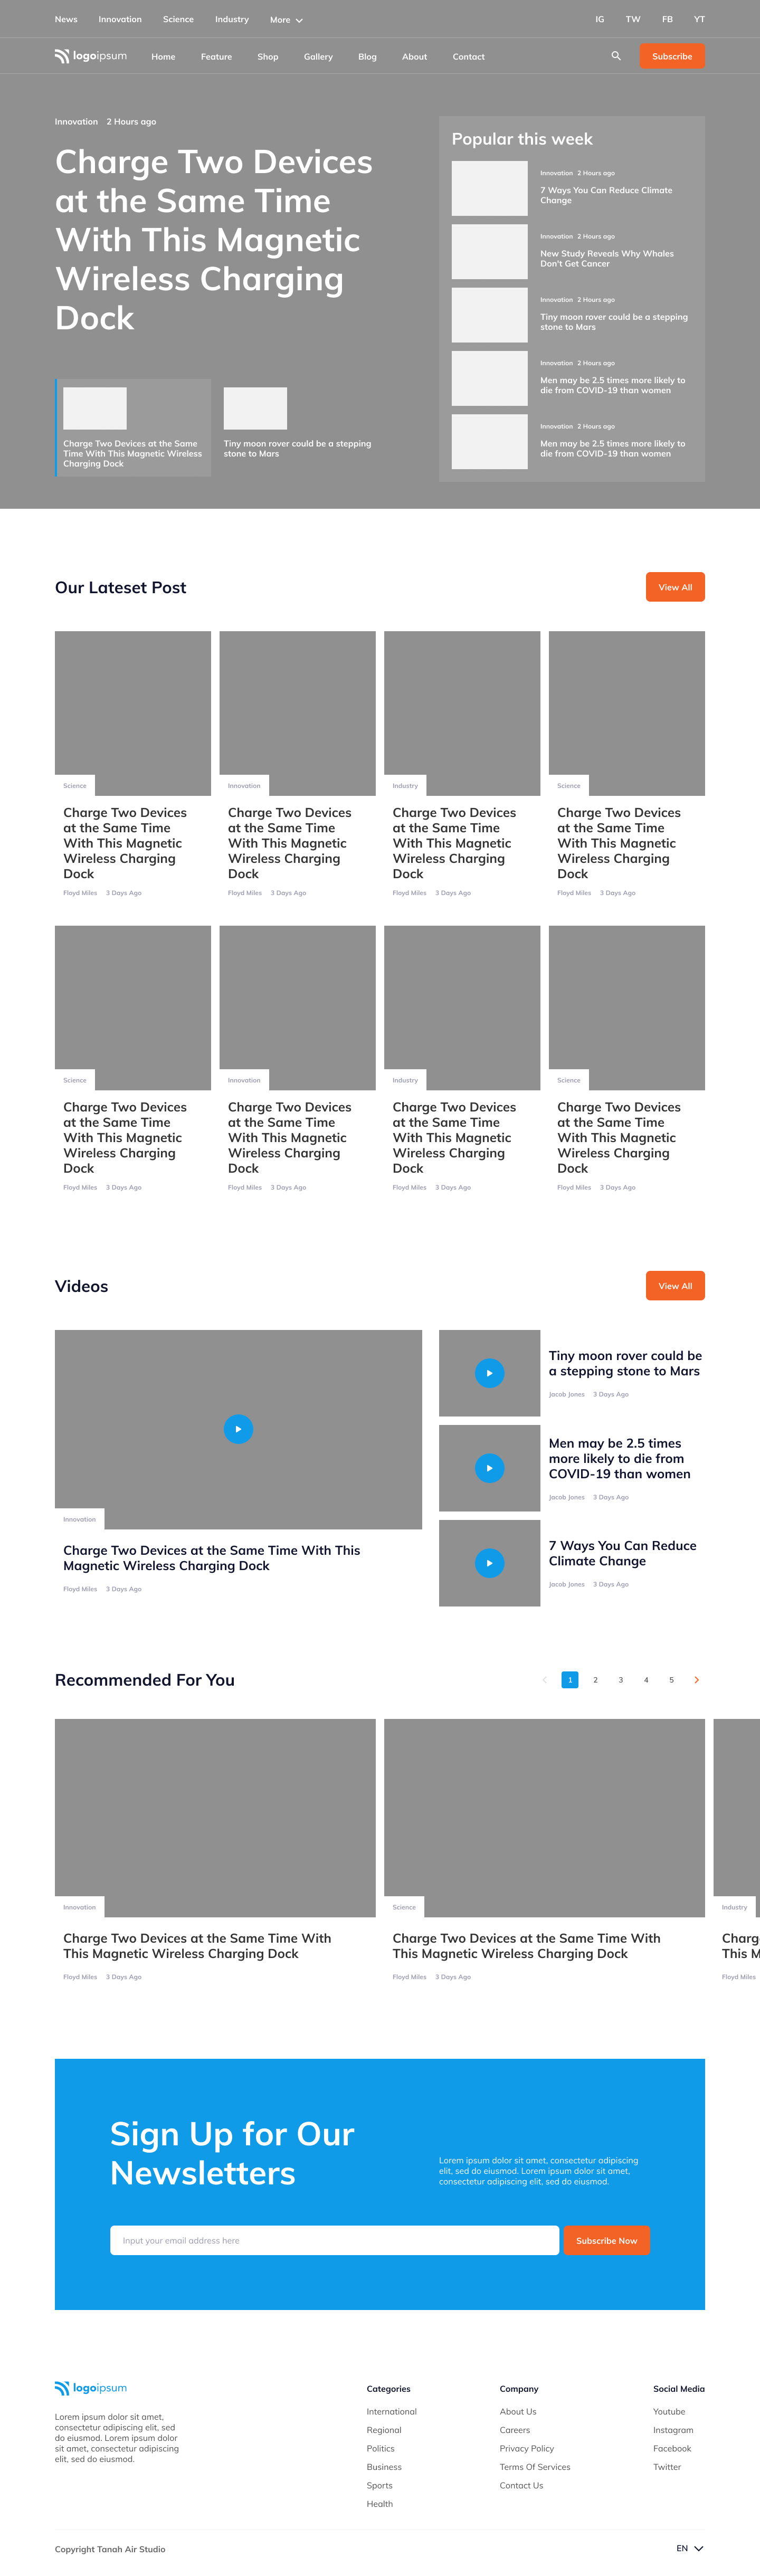 News Innovation Science Industry More IG TW FB YT
logoipsum Home Feature Shop Gallery Blog About Contact Subscribe
Innovation 2 Hours ago
Charge Two Devices
at the Same Time
With This Magnetic
Wireless Charging
Dock
Charge Two Devices at the Same
Time With This Magnetic Wireless
Charging Dock
Tiny moon rover could be a stepping
stone to Mars
Popular this week
Innovation 2 Hours ago
7 Ways You Can Reduce Climate
Change
Innovation 2 Hours ago
New Study Reveals Why Whales
Don't Get Cancer
Innovation 2 Hours ago
Tiny moon rover could be a stepping
stone to Mars
Innovation 2 Hours ago
Men may be 2.5 times more likely to
die from COVID-19 than women
Innovation 2 Hours ago
Men may be 2.5 times more likely to
die from COVID-19 than women
Our Lateset Post
View All
Science
Charge Two Devices
at the Same Time
With This Magnetic
Wireless Charging
Dock
Floyd Miles 3 Days Ago
Innovation
Charge Two Devices
at the Same Time
With This Magnetic
Wireless Charging
Dock
Floyd Miles 3 Days Ago
Industry
Charge Two Devices
at the Same Time
With This Magnetic
Wireless Charging
Dock
Floyd Miles 3 Days Ago
Science
Charge Two Devices
at the Same Time
With This Magnetic
Wireless Charging
Dock
Floyd Miles 3 Days Ago
Science
Charge Two Devices
at the Same Time
With This Magnetic
Wireless Charging
Dock
Floyd Miles 3 Days Ago
Innovation
Charge Two Devices
at the Same Time
With This Magnetic
Wireless Charging
Dock
Floyd Miles 3 Days Ago
Industry
Charge Two Devices
at the Same Time
With This Magnetic
Wireless Charging
Dock
Floyd Miles 3 Days Ago
Science
Charge Two Devices
at the Same Time
With This Magnetic
Wireless Charging
Dock
Floyd Miles 3 Days Ago
Videos
View All
Innovation
Charge Two Devices at the Same Time With This
Magnetic Wireless Charging Dock
Floyd Miles 3 Days Ago
Tiny moon rover could be
a stepping stone to Mars
Jacob Jones 3 Days Ago
Men may be 2.5 times
more likely to die from
COVID-19 than women
Jacob Jones 3 Days Ago
7 Ways You Can Reduce
Climate Change
Jacob Jones 3 Days Ago
Recommended For You
1 2 3 4 5
Innovation
Charge Two Devices at the Same Time With
This Magnetic Wireless Charging Dock
Floyd Miles 3 Days Ago
Science
Charge Two Devices at the Same Time With
This Magnetic Wireless Charging Dock
Floyd Miles 3 Days Ago
Industry
Charg
This M
Floyd Miles
Sign Up for Our
Newsletters
Lorem ipsum dolor sit amet, consectetur adipiscing
elit, sed do eiusmod. Lorem ipsum dolor sit amet,
consectetur adipiscing elit, sed do eiusmod.
Input your email address here
Subscribe Now
logoipsum
Lorem ipsum dolor sit amet,
consectetur adipiscing elit, sed
do eiusmod. Lorem ipsum dolor
sit amet, consectetur adipiscing
elit, sed do eiusmod.
Categories
International
Regional
Politics
Business
Sports
Health
Company
About Us
Careers
Privacy Policy
Terms Of Services
Contact Us
Social Media
Youtube
Instagram
Facebook
Twitter
Copyright Tanah Air Studio
EN